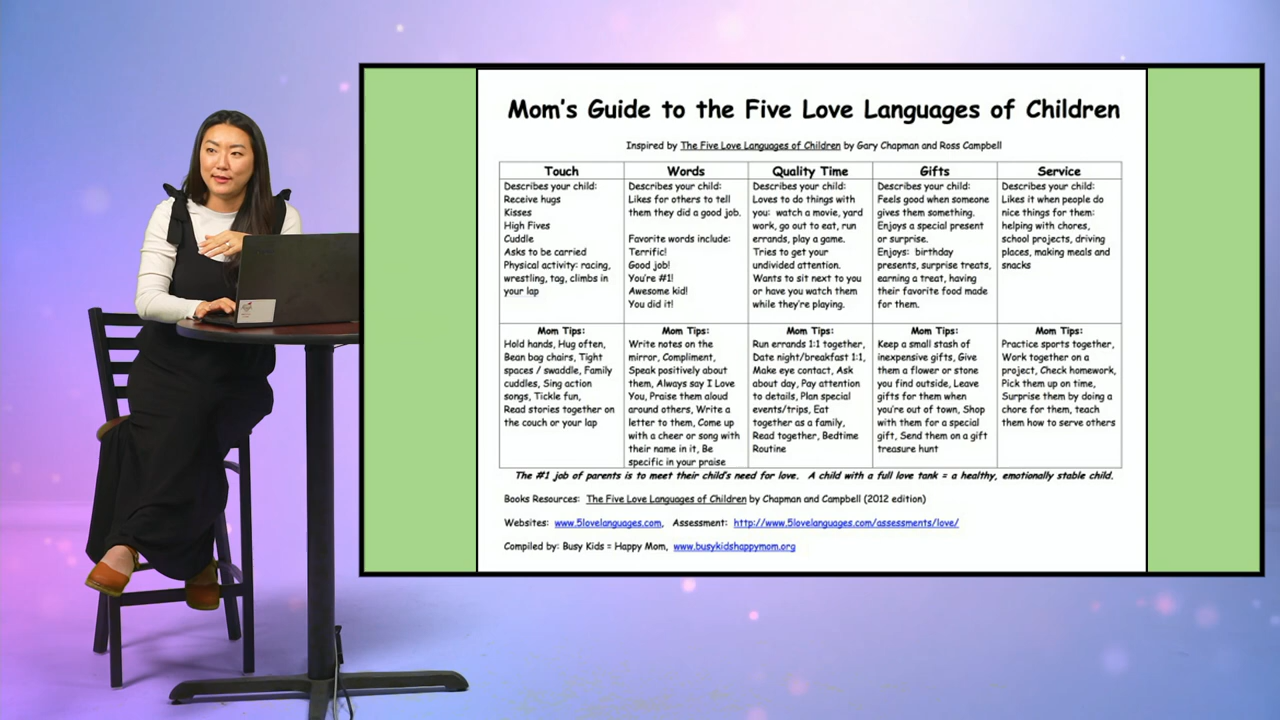 Mom's Guide to the Five Love Languages of Children
Inspired by The Five Love Languages of Children by Gary Chapman and Ross Campbell
Touch
Describes your child:
Receive hugs
Kisses
High Fives
Cuddle
Asks to be carried
Physical activity: racing,
wrestling, tag, climbs in
your lap
Words
Describes your child:
Likes for others to tell
them they did a good job.
Favorite words include:
Terrific!
Good job!
You're #1!
Awesome kid!
You did it!
Quality Time
Describes your child:
Loves to do things with
you: watch a movie, yard
work, go out to eat, run
errands, play a game.
Tries to get your
undivided attention.
Wants to sit next to you
or have you watch them
while they're playing.
Gifts
Describes your child:
Feels good when someone
gives them something.
Enjoys a special present
or surprise.
Enjoys: birthday
presents, surprise treats,
earning a treat, having
their favorite food made
for them.
Service
Describes your child:
Likes it when people do
nice things for them:
helping with chores,
school projects, driving
places, making meals and
snacks
Mom Tips:
Hold hands, Hug often,
Bean bag chairs, Tight
spaces / swaddle, Family
cuddles, Sing action
songs, Tickle fun,
Read stories together on
the couch or your lap
Mom Tips:
Write notes on the
mirror, Compliment,
Speak positively about
them, Always say I Love
You, Praise them aloud
around others, Write a
letter to them, Come up
with a cheer or song with
their name in it, Be
specific in your praise
Mom Tips:
Run errands 1:1 together,
Date night/breakfast 1:1,
Make eye contact, Ask
about day, Pay attention
to details, Plan special
events/trips, Eat
together as a family,
Read together, Bedtime
Routine
Mom Tips:
Keep a small stash of
inexpensive gifts, Give
them a flower or stone
you find outside, Leave
gifts for them when
you're out of town, Shop
with them for a special
gift, Send them on a gift
treasure hunt
Mom Tips:
Practice sports together,
Work together on a
project, Check homework,
Pick them up on time,
Surprise them by doing a
chore for them, teach
them how to serve others
The #1 job of parents is to meet their child's need for love. A child with a full love tank = a healthy, emotionally stable child.
Books Resources: The Five Love Languages of Children by Chapman and Campbell (2012 edition)
Websites: www.5lovelanguages.com, Assessment: http://www.5lovelanguages.com/assessments/love/
Compiled by: Busy Kids = Happy Mom, www.busykidshappymom.org